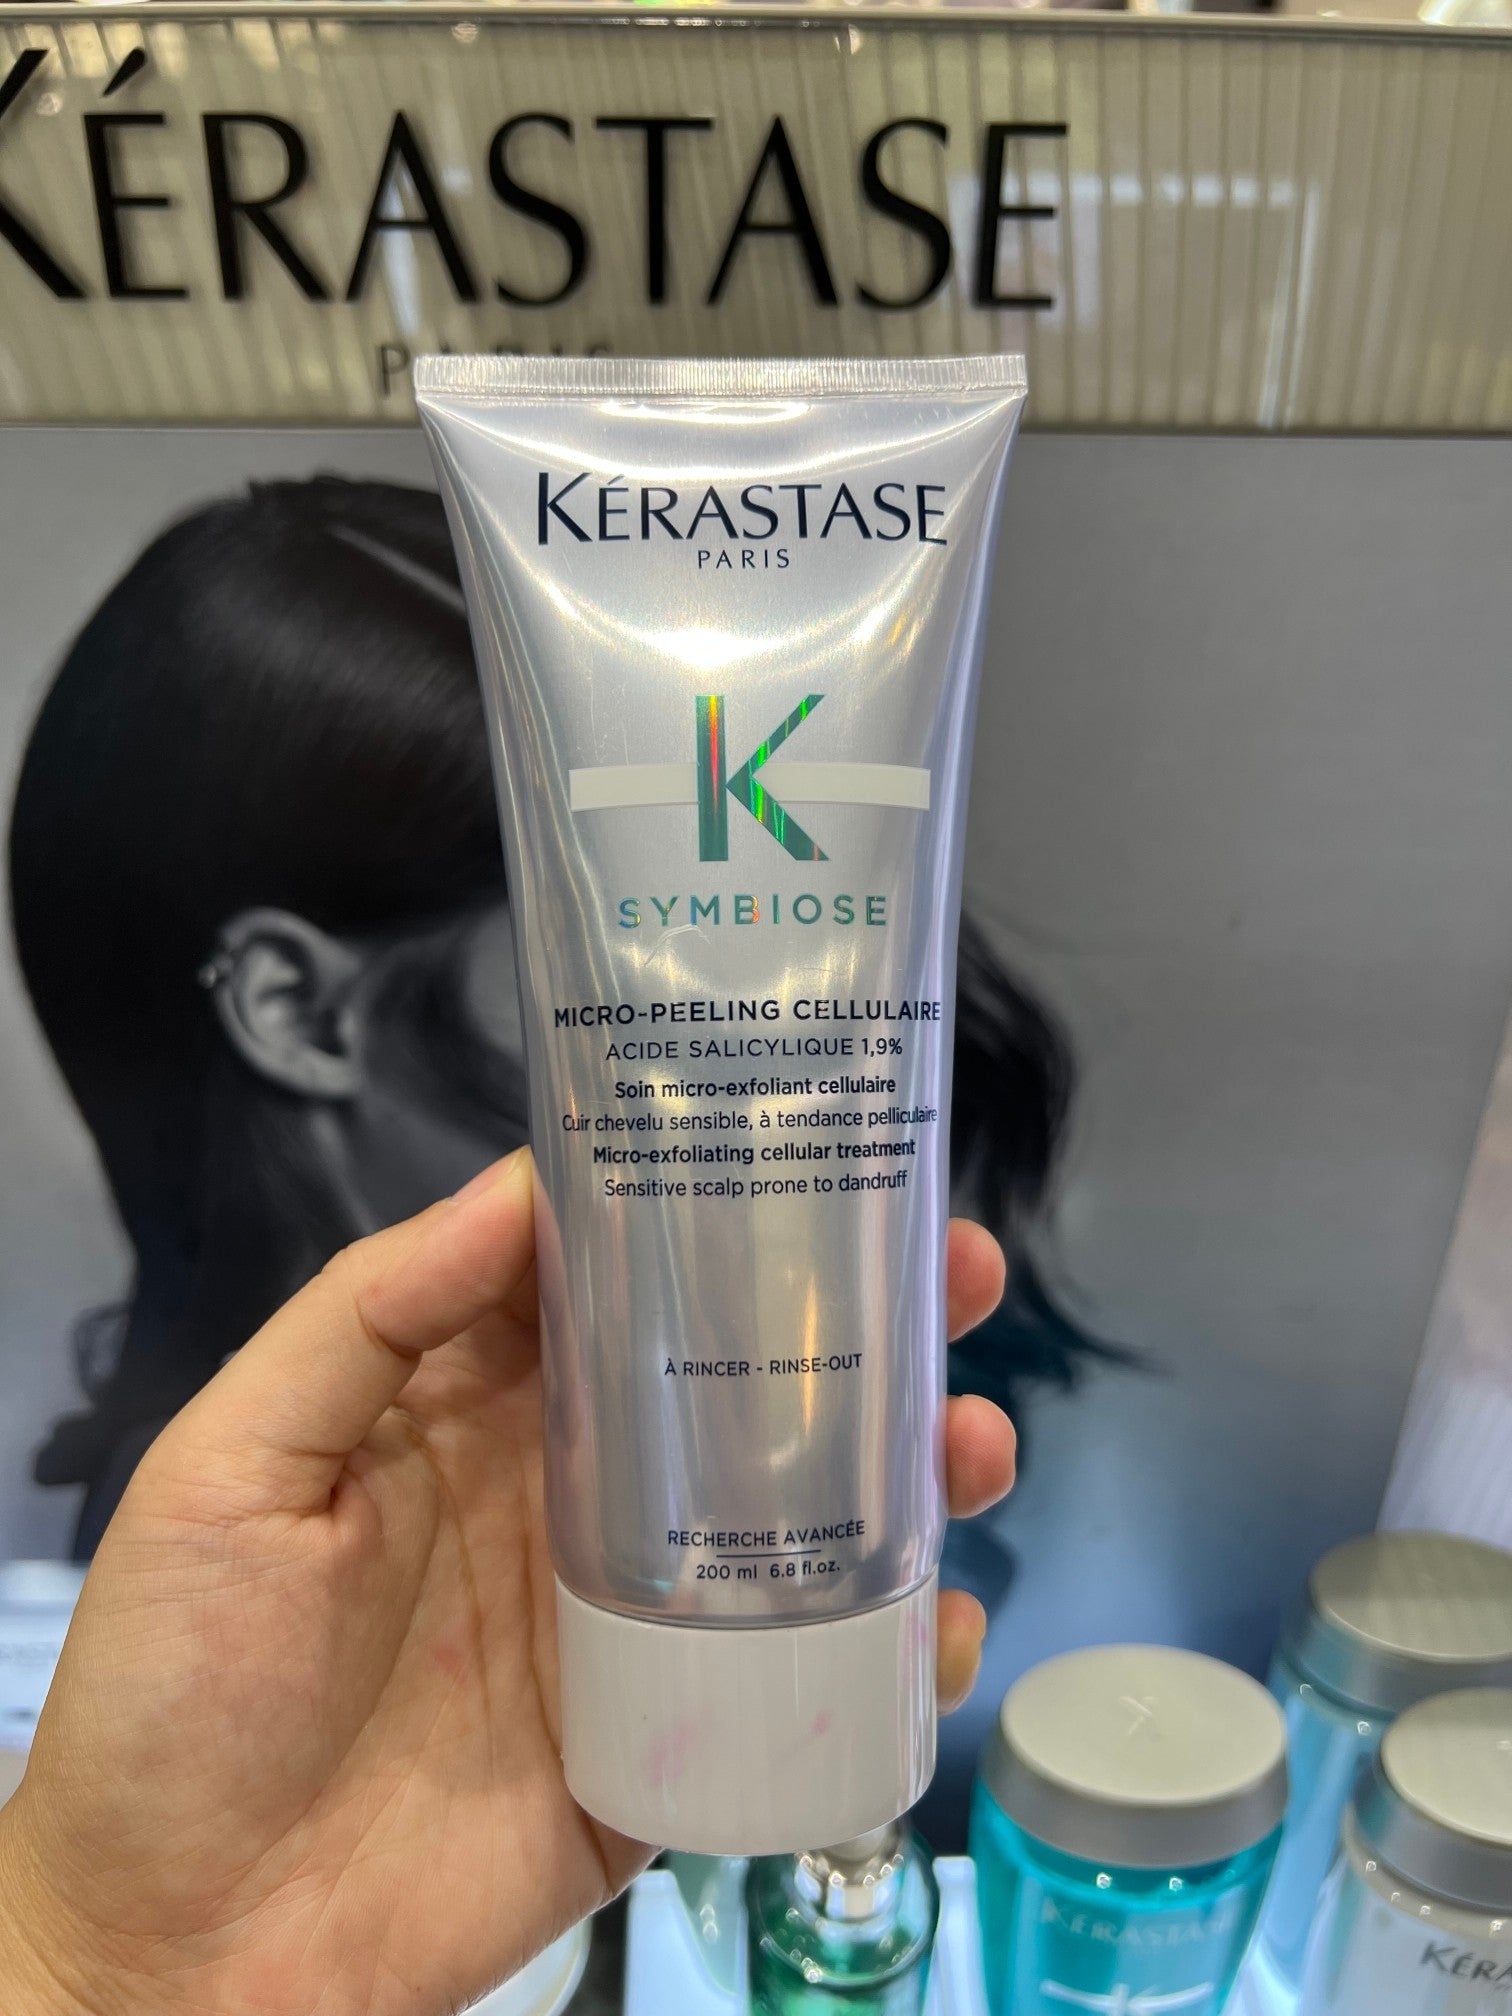 KÉRASTASE
PARIS
KÉRASTASE
PARIS
K
SYMBIOSE
MICRO-PEELING CELLULAIRE
ACIDE SALICYLIQUE 1,9%
Soin micro-exfoliant cellulaire
Cuir chevelu sensible, à tendance pelliculaire
Micro-exfoliating cellular treatment
Sensitive scalp prone to dandruff
À RINCER - RINSE-OUT
RECHERCHE AVANCÉE
200 ml 6.8 fl.oz.
KÉRASTASE